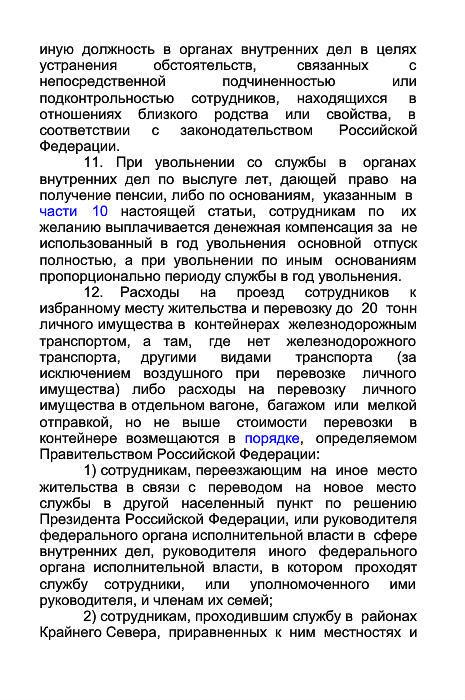 иную должность в органах внутренних дел в целях
устранения обстоятельств, связанных с
непосредственной подчиненностью или
подконтрольностью сотрудников, находящихся в
отношениях близкого родства или свойства, в
соответствии с законодательством Российской
Федерации.
11. При увольнении со службы в органах
внутренних дел по выслуге лет, дающей право на
получение пенсии, либо по основаниям, указанным в
части 10 настоящей статьи, сотрудникам по их
желанию выплачивается денежная компенсация за не
использованный в год увольнения основной отпуск
полностью, а при увольнении по иным основаниям
пропорционально периоду службы в год увольнения.
12. Расходы на проезд сотрудников к
избранному месту жительства и перевозку до 20 тонн
личного имущества в контейнерах железнодорожным
транспортом, а там, где нет железнодорожного
транспорта, другими видами транспорта (за
исключением воздушного при перевозке личного
имущества) либо расходы на перевозку личного
имущества в отдельном вагоне, багажом или мелкой
отправкой, но не выше стоимости перевозки в
контейнере возмещаются в порядке, определяемом
Правительством Российской Федерации:
1) сотрудникам, переезжающим на иное место
жительства в связи с переводом на новое место
службы в другой населенный пункт по решению
Президента Российской Федерации, или руководителя
федерального органа исполнительной власти в сфере
внутренних дел, руководителя иного федерального
органа исполнительной власти, в котором проходят
службу сотрудники, или уполномоченного ими
руководителя, и членам их семей;
2) сотрудникам, проходившим службу в районах
Крайнего Севера, приравненных к ним местностях и